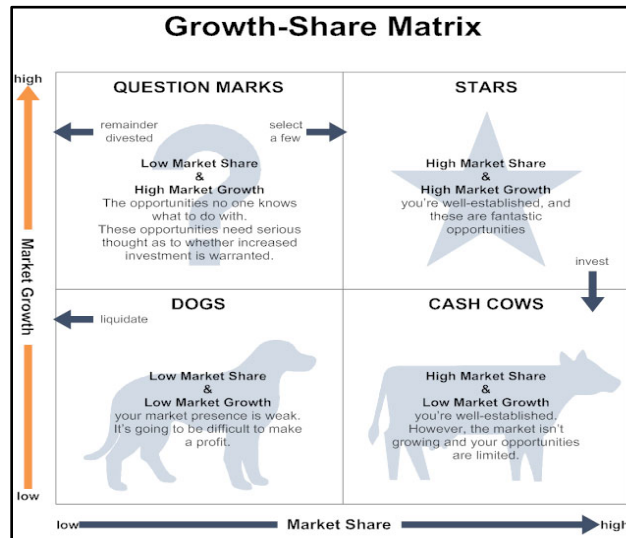 Growth-Share Matrix
high
QUESTION MARKS
remainder
divested
select
a few
Low Market Share
&
High Market Growth
The opportunities no one knows
what to do with.
These opportunities need serious
thought as to whether increased
investment is warranted.
STARS
High Market Share
&
High Market Growth
you're well-established, and
these are fantastic
opportunities
invest
Market Growth
DOGS
liquidate
Low Market Share
&
Low Market Growth
your market presence is weak.
It's going to be difficult to make
a profit.
CASH COWS
High Market Share
&
Low Market Growth
you're well-established.
However, the market isn't
growing and your opportunities
are limited.
low
low
Market Share
high